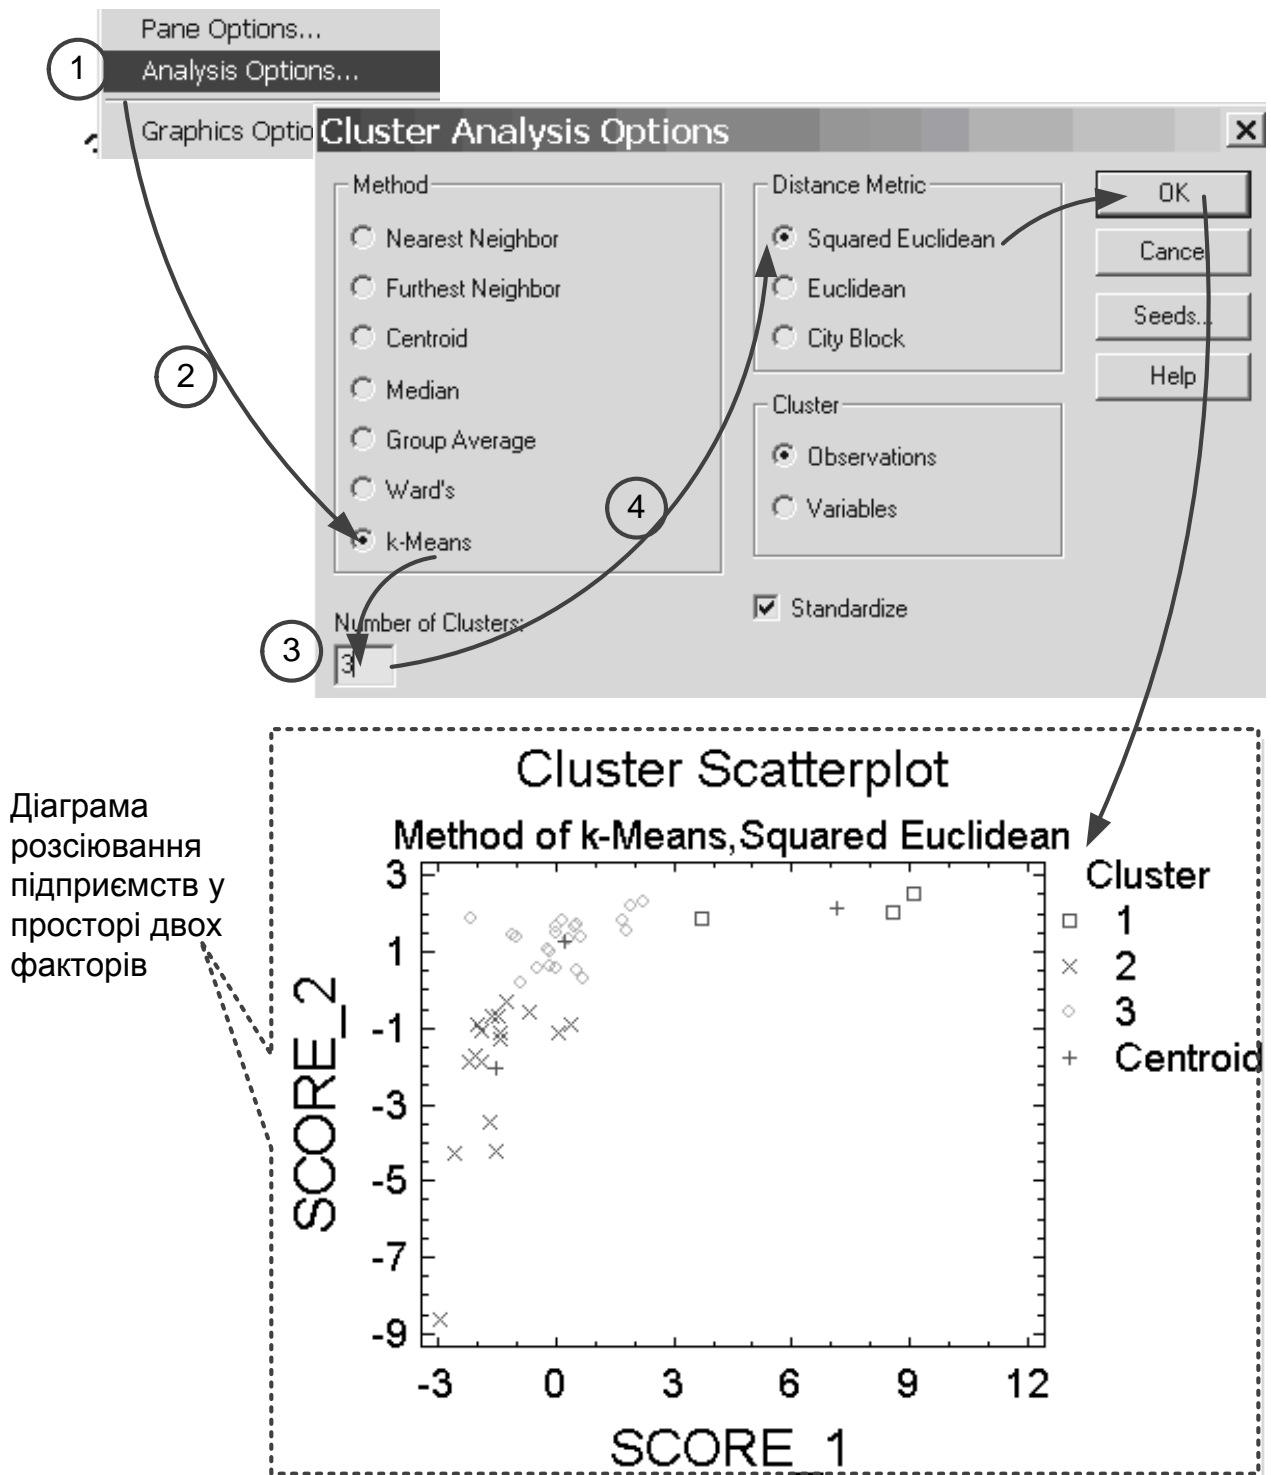 Pane Options...
1
Analysis Options...
Graphics Optio
Cluster Analysis Options
Method
Nearest Neighbor
Furthest Neighbor
Centroid
Median
Group Average
Ward's
k-Means
Distance Metric
Squared Euclidean
Euclidean
City Block
Cluster
Observations
Variables
Standardize
OK
Cance
Seeds...
Help
2
4
Number of Clusters:
3
3
Діаграма
розсіювання
підприємств у
просторі двох
факторів
Cluster Scatterplot
Method of k-Means,Squared Euclidean
SCORE_2
3
1
-1
-3
-5
-7
-9
-3 0 3 6 9 12
SCORE_1
Cluster
1
2
3
Centroid